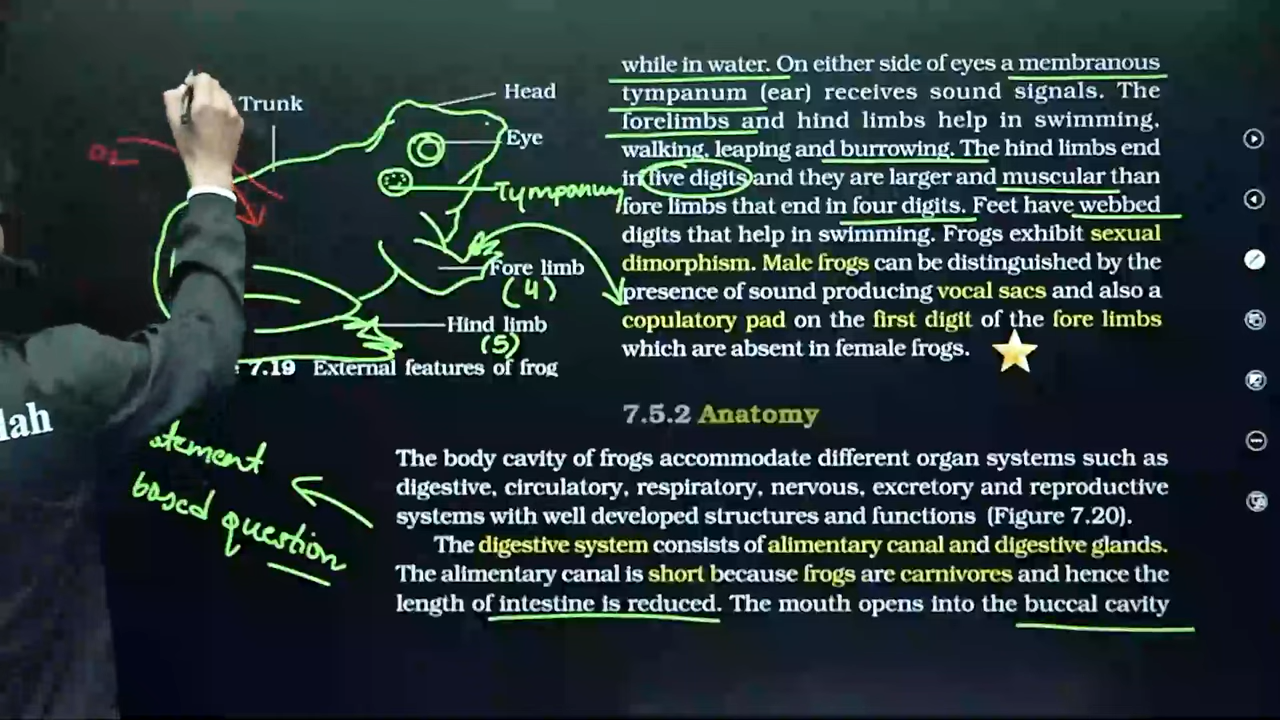 Trunk
Head
Eye
Tympanum
Fore limb
(4)
Hind limb
(5)
7.19 External features of frog
while in water. On either side of eyes a membranous
tympanum (ear) receives sound signals. The
forelimbs and hind limbs help in swimming,
walking, leaping and burrowing. The hind limbs end
in five digits and they are larger and muscular than
fore limbs that end in four digits. Feet have webbed
digits that help in swimming. Frogs exhibit sexual
dimorphism. Male frogs can be distinguished by the
presence of sound producing vocal sacs and also a
copulatory pad on the first digit of the fore limbs
which are absent in female frogs.
7.5.2 Anatomy
The body cavity of frogs accommodate different organ systems such as
digestive, circulatory, respiratory, nervous, excretory and reproductive
systems with well developed structures and functions (Figure 7.20).
The digestive system consists of alimentary canal and digestive glands.
The alimentary canal is short because frogs are carnivores and hence the
length of intestine is reduced. The mouth opens into the buccal cavity
atement
based question
lah